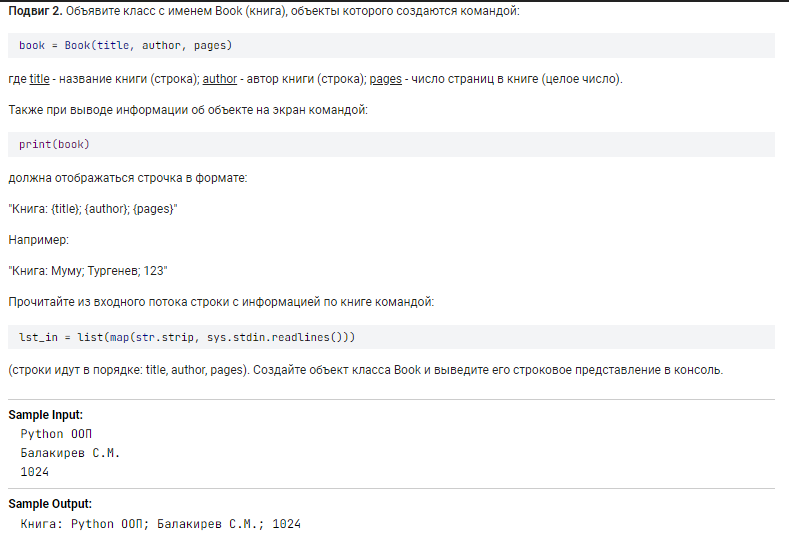 Подвиг 2. Объявите класс с именем Book (книга), объекты которого создаются командой:
book = Book(title, author, pages)
где title - название книги (строка); author - автор книги (строка); pages - число страниц в книге (целое число).
Также при выводе информации об объекте на экран командой:
print(book)
должна отображаться строчка в формате:
"Книга: {title}; {author}; {pages}"
Например:
"Книга: Муму; Тургенев; 123"
Прочитайте из входного потока строки с информацией по книге командой:
lst_in = list(map(str.strip, sys.stdin.readlines()))
(строки идут в порядке: title, author, pages). Создайте объект класса Book и выведите его строковое представление в консоль.
Sample Input:
Python ООП
Балакирев С.М.
1024
Sample Output:
Книга: Python ООП; Балакирев С.М.; 1024